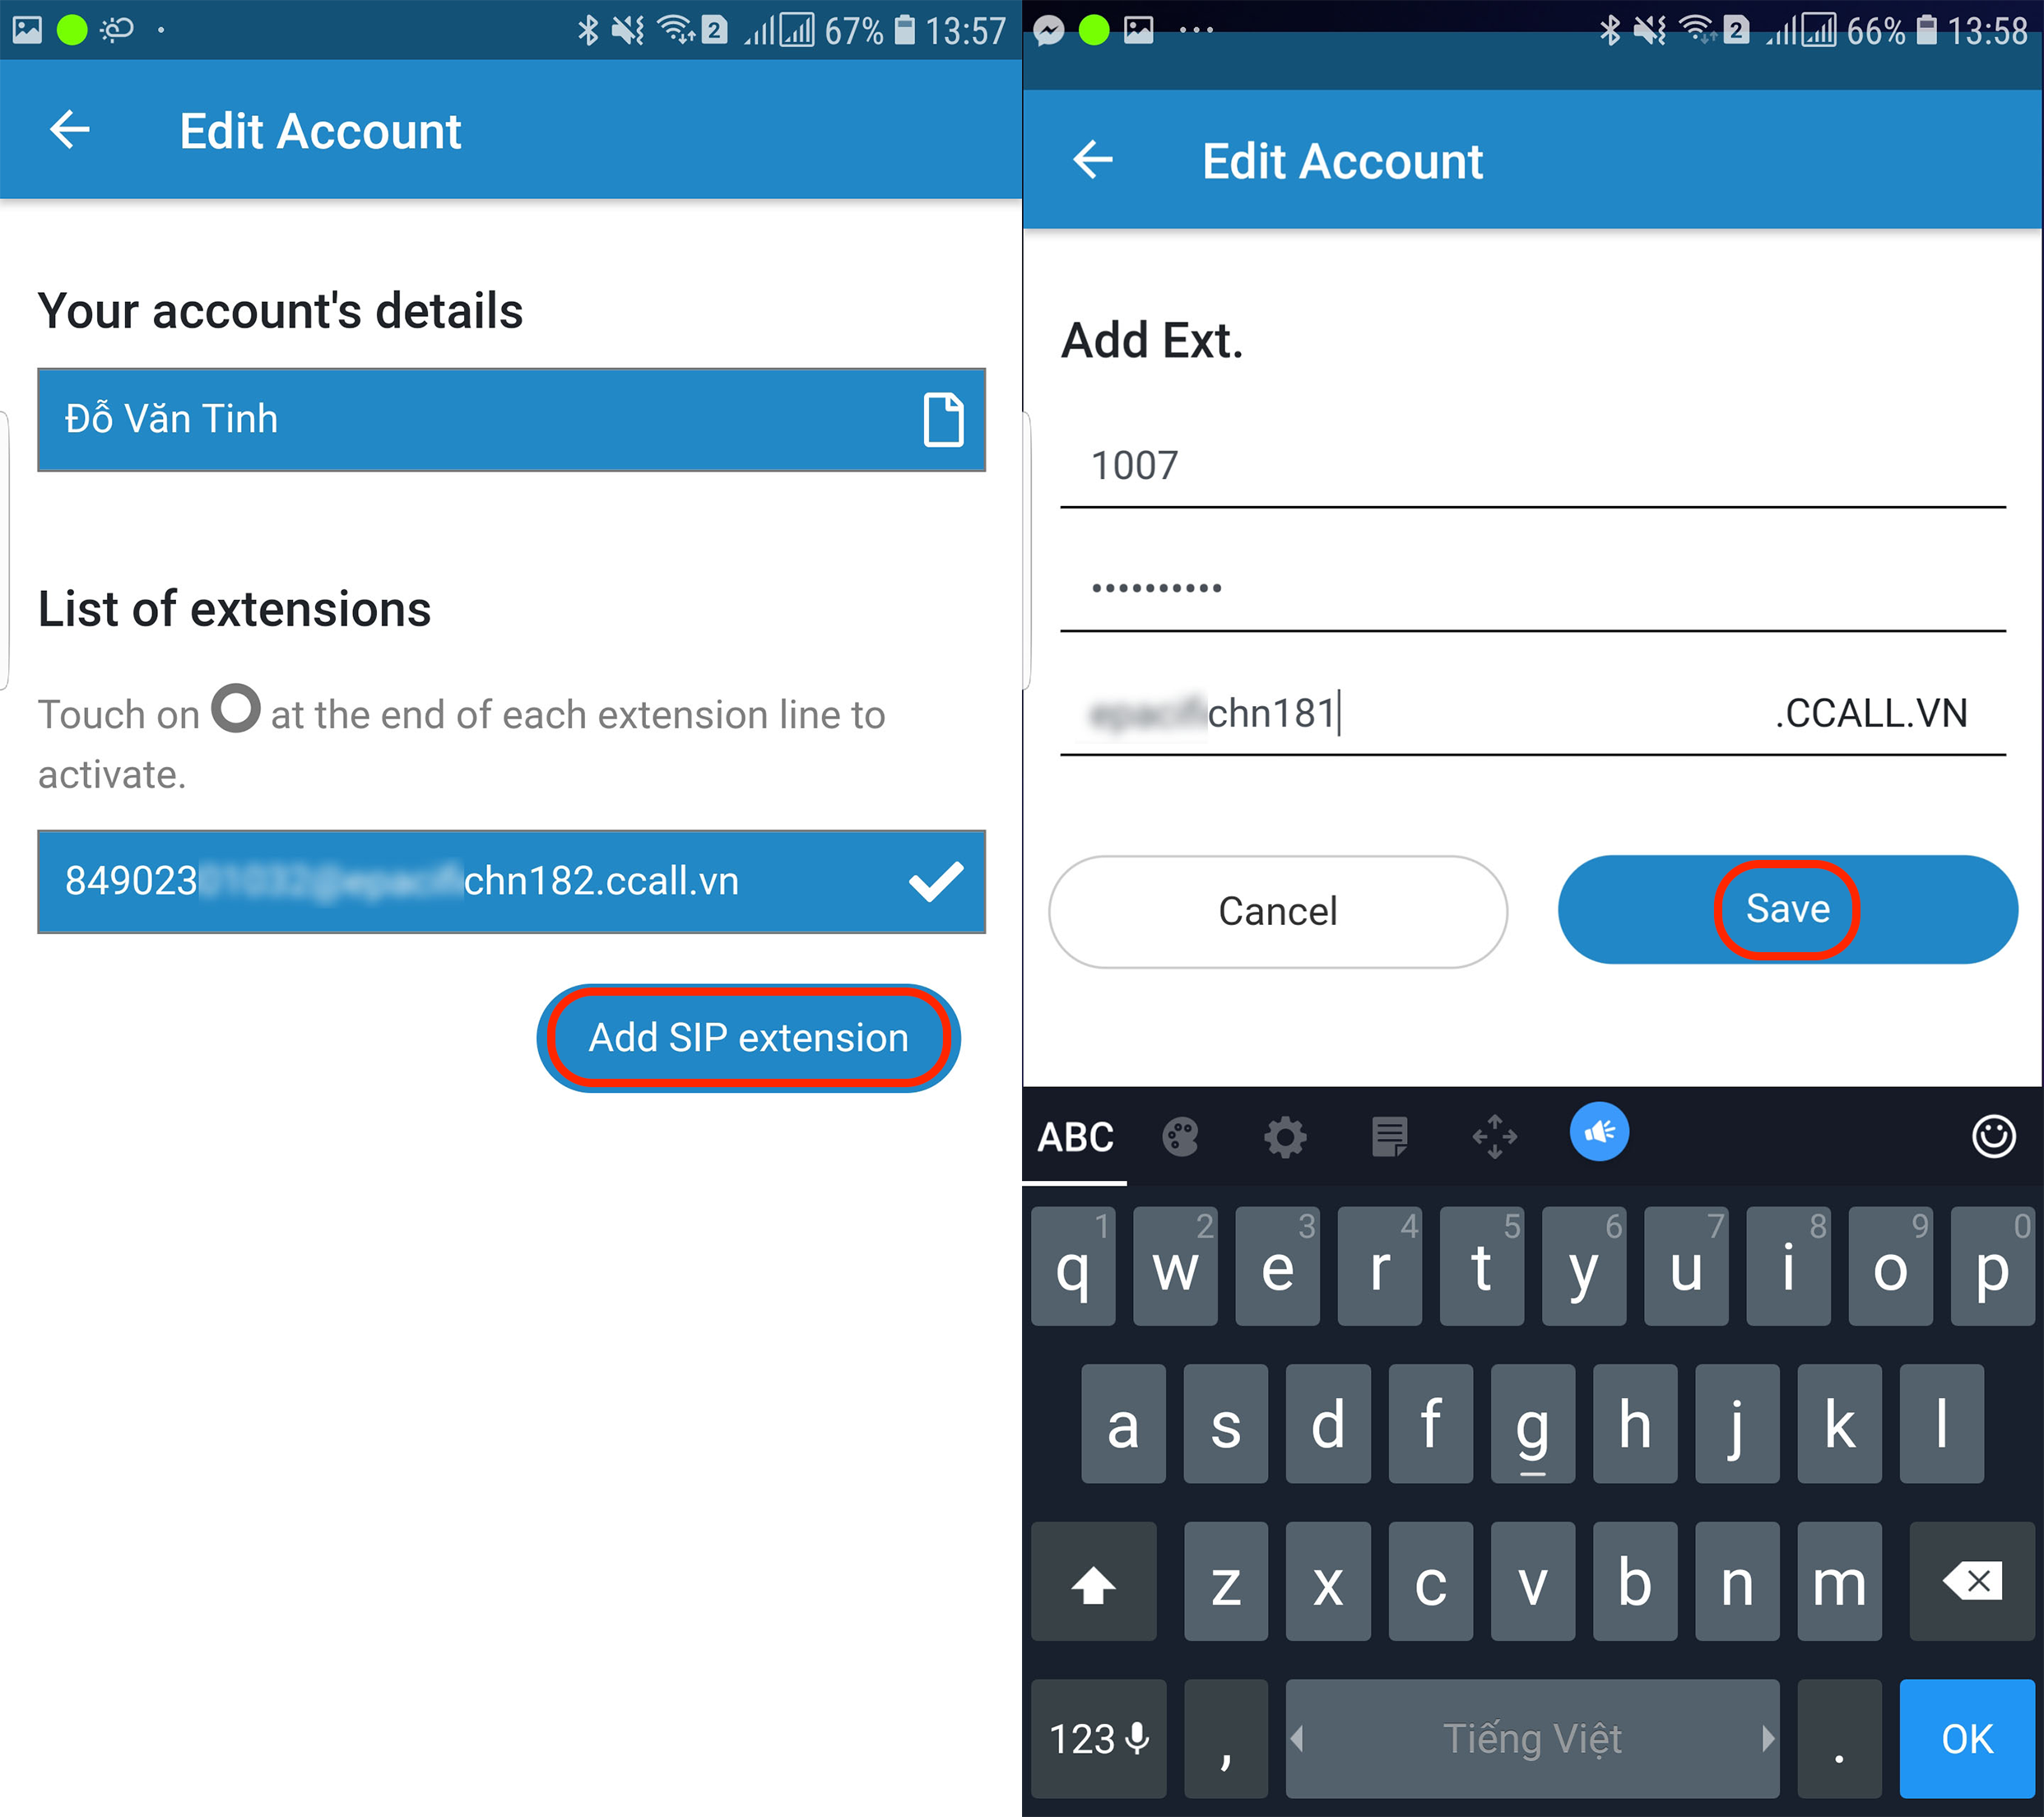 67% 13:57
Edit Account
Your account's details
Đỗ Văn Tinh
List of extensions
Touch on at the end of each extension line to
activate.
849023 chn182.ccall.vn
Add SIP extension
2 66% 13:58
Edit Account
Add Ext.
1007
••••••••••
chn181 .CCALL.VN
Cancel Save
ABC
1 2 3 4 5 6 7 8 9 0
q w e r t y u i o p
a s d f g h j k l
z x c v b n m
123 , Tiếng Việt . OK